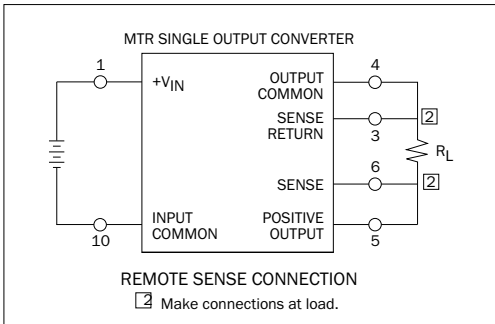 MTR SINGLE OUTPUT CONVERTER
1
+VIN
4
OUTPUT
COMMON
SENSE
RETURN
3
2
RL
6
SENSE
2
INPUT
COMMON
10
POSITIVE
OUTPUT
5
REMOTE SENSE CONNECTION
2 Make connections at load.